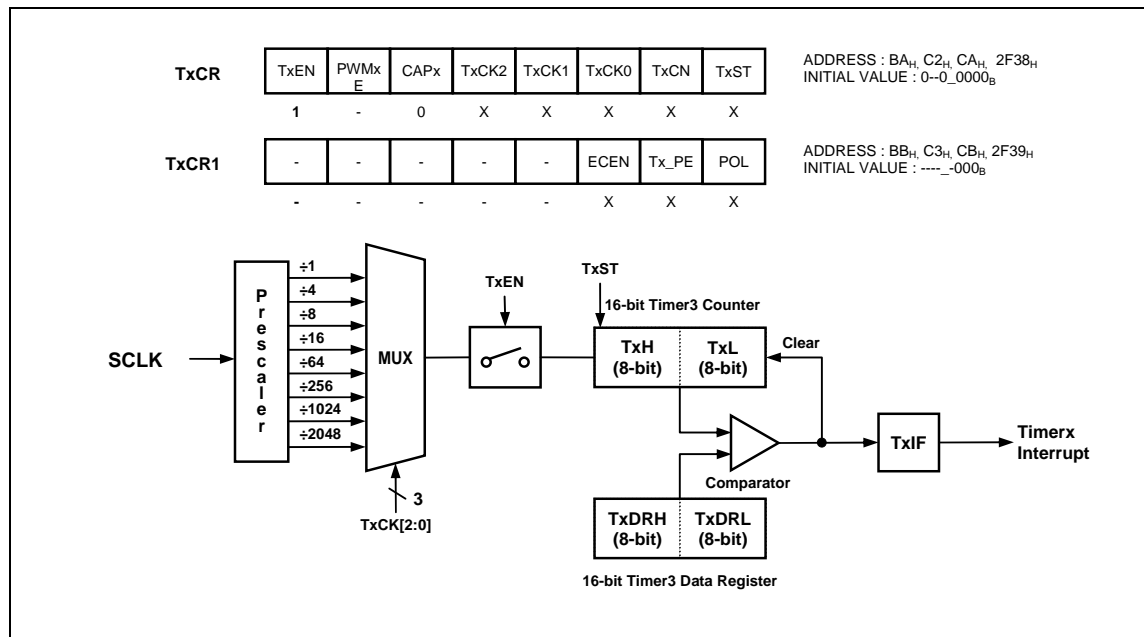 TxCR
TxEN PWMx E CAPx TxCK2 TxCK1 TxCK0 TxCN TxST
ADDRESS : BAH, C2H, CAH, 2F38H
INITIAL VALUE : 0--0_0000B
1 - 0 X X X X X
TxCR1
- - - - - ECEN Tx_PE POL
ADDRESS : BBH, C3H, CBH, 2F39H
INITIAL VALUE : ----_-000B
- - - - - X X X
SCLK
Prescaler
÷1
÷4
÷8
÷16
÷64
÷256
÷1024
÷2048
MUX
3
TxCK[2:0]
TxEN
TxST
16-bit Timer3 Counter
TxH
(8-bit)
TxL
(8-bit)
Clear
Comparator
TxIF
Timerx
Interrupt
TxDRH
(8-bit)
TxDRL
(8-bit)
16-bit Timer3 Data Register